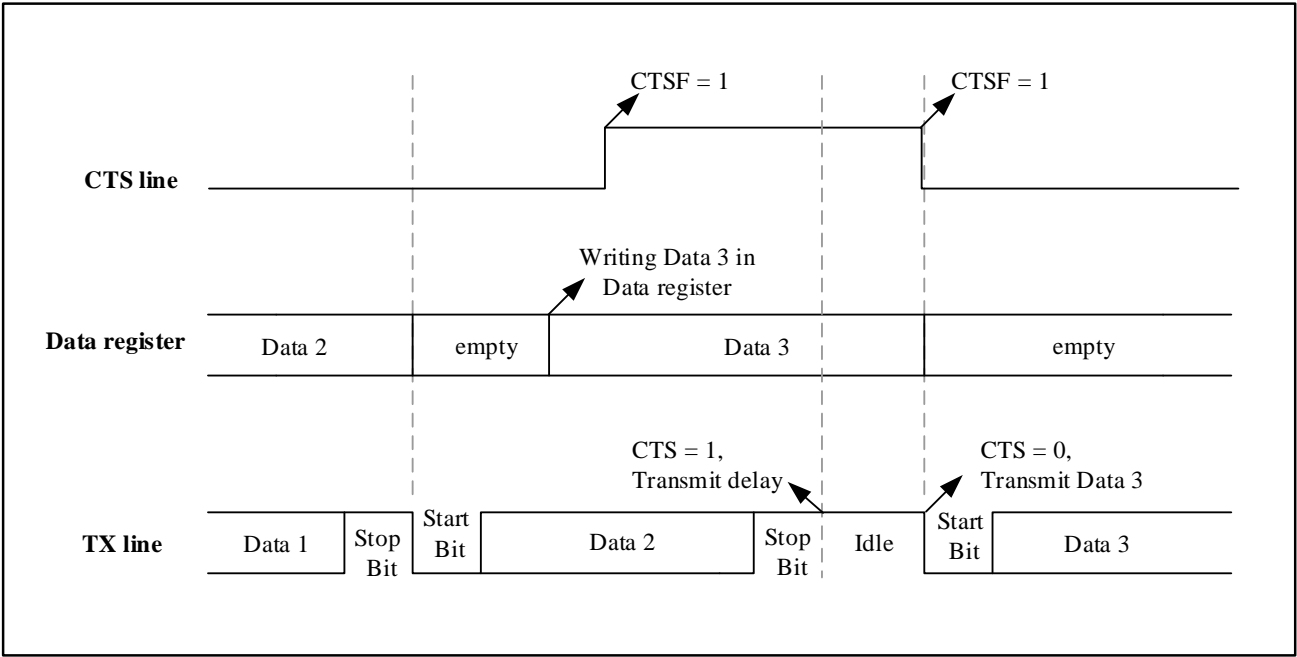 CTSF = 1
CTSF = 1
CTS line
Writing Data 3 in
Data register
Data register
Data 2
empty
Data 3
empty
CTS = 1,
Transmit delay
CTS = 0,
Transmit Data 3
TX line
Data 1
Stop
Bit
Start
Bit
Data 2
Stop
Bit
Idle
Start
Bit
Data 3